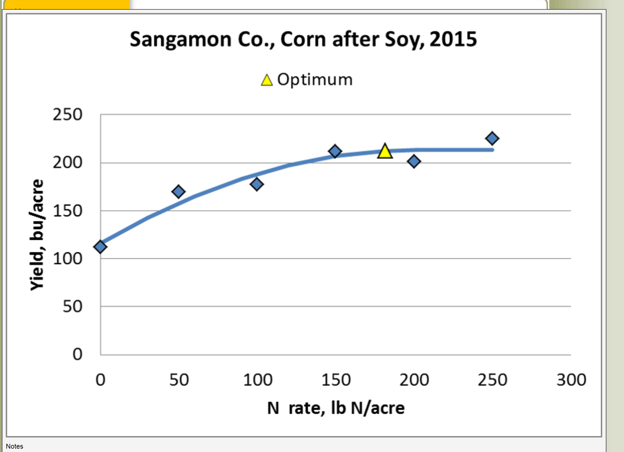 Sangamon Co., Corn after Soy, 2015
Optimum
250
200
150
100
50
0
Yield, bu/acre
0 50 100 150 200 250 300
N rate, lb N/acre
Notes